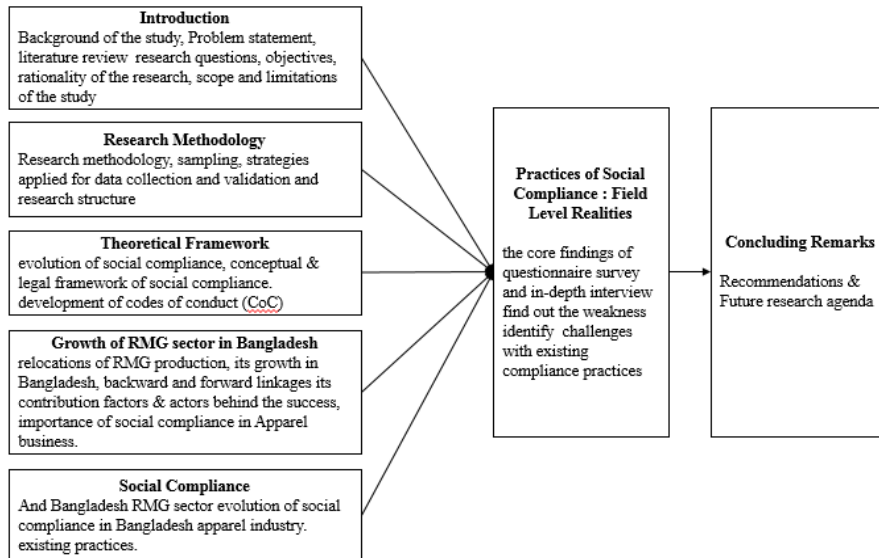 Introduction
Background of the study, Problem statement,
literature review research questions, objectives,
rationality of the research, scope and limitations
of the study
Research Methodology
Research methodology, sampling, strategies
applied for data collection and validation and
research structure
Theoretical Framework
evolution of social compliance, conceptual &
legal framework of social compliance.
development of codes of conduct (CoC)
Growth of RMG sector in Bangladesh
relocations of RMG production, its growth in
Bangladesh, backward and forward linkages its
contribution factors & actors behind the success,
importance of social compliance in Apparel
business.
Social Compliance
And Bangladesh RMG sector evolution of social
compliance in Bangladesh apparel industry.
existing practices.
Practices of Social
Compliance : Field
Level Realities
the core findings of
questionnaire survey
and in-depth interview
find out the weakness
identify challenges
with existing
compliance practices
Concluding Remarks
Recommendations &
Future research agenda